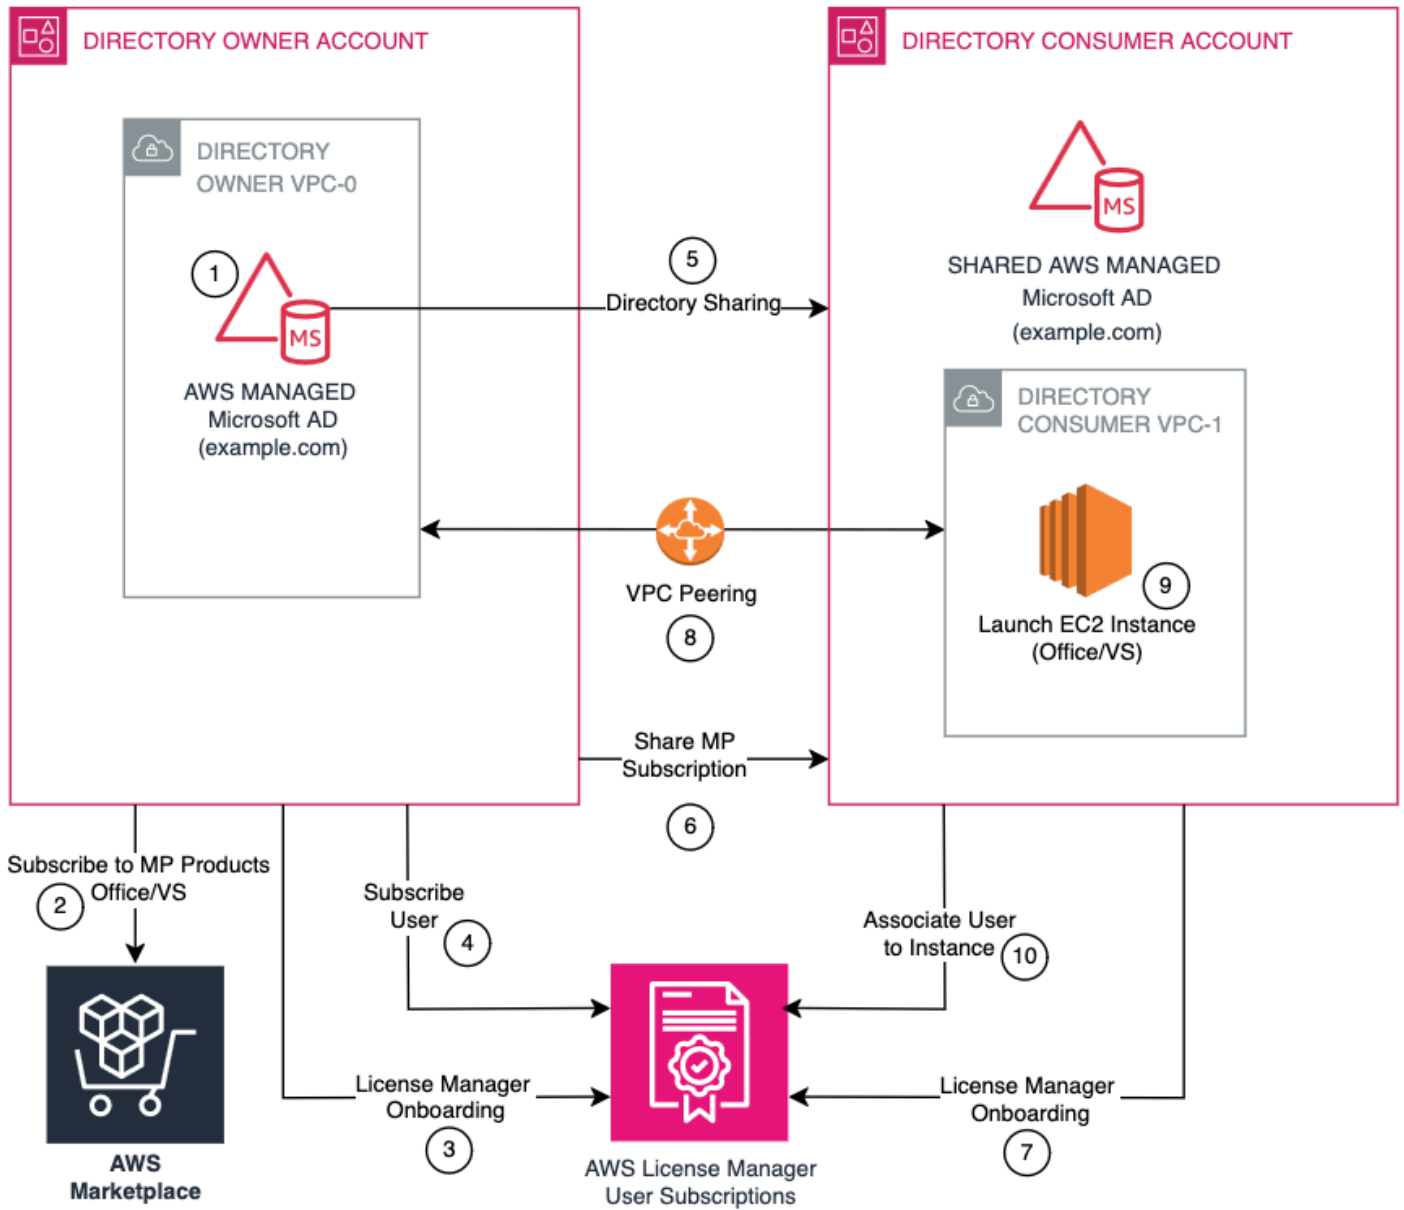 DIRECTORY OWNER ACCOUNT
DIRECTORY CONSUMER ACCOUNT
DIRECTORY
OWNER VPC-0
1
MS
AWS MANAGED
Microsoft AD
(example.com)
5
Directory Sharing
MS
SHARED AWS MANAGED
Microsoft AD
(example.com)
DIRECTORY
CONSUMER VPC-1
VPC Peering
8
9
Launch EC2 Instance
(Office/VS)
Share MP
Subscription
6
Subscribe to MP Products
Office/VS
2
Subscribe
User
4
Associate User
to Instance
10
License Manager
Onboarding
3
License Manager
Onboarding
7
AWS
Marketplace
AWS License Manager
User Subscriptions